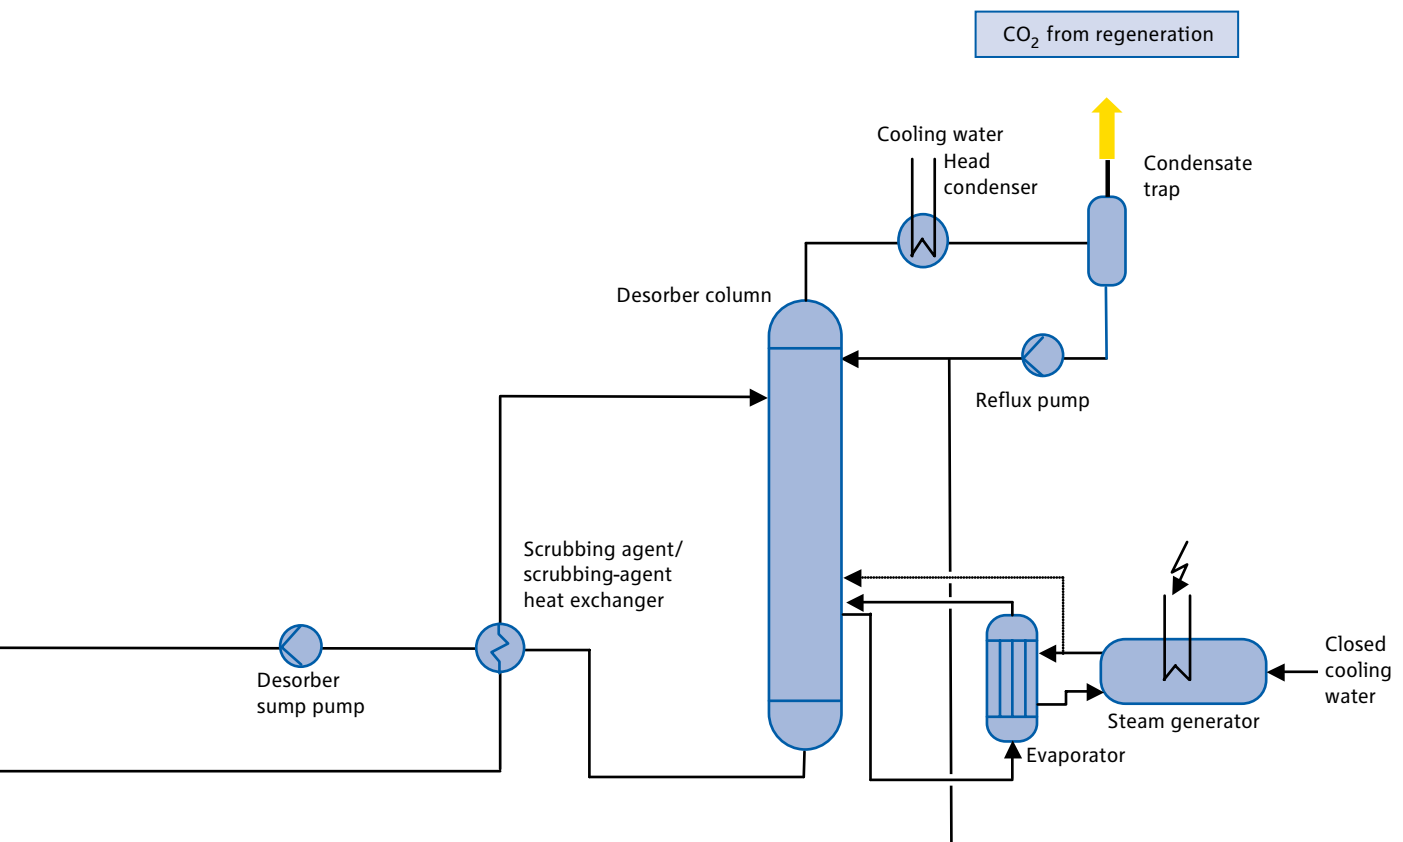 CO₂ from regeneration
Cooling water
Head
condenser
Condensate
trap
Desorber column
Reflux pump
Scrubbing agent/
scrubbing-agent
heat exchanger
Desorber
sump pump
Closed
cooling
water
Steam generator
Evaporator